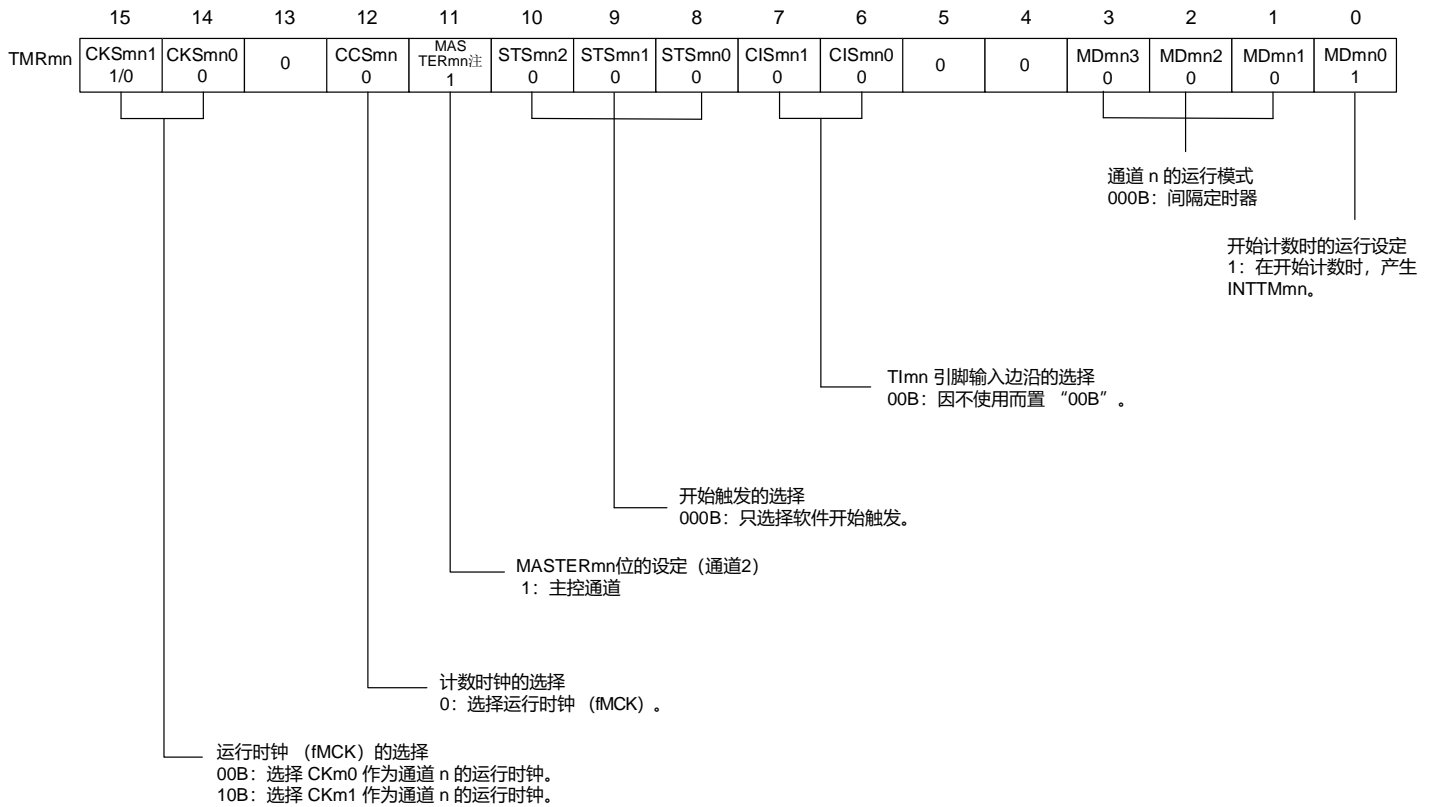 15 14 13 12 11 10 9 8 7 6 5 4 3 2 1 0
TMRmn CKSmn1 CKSmn0 0 CCSmn MAS TERmn注 STSmn2 STSmn1 STSmn0 CISmn1 CISmn0 0 0 MDmn3 MDmn2 MDmn1 MDmn0
1/0 0 0 1 0 0 0 0 0 0 0 0 1
通道 n 的运行模式
000B：间隔定时器
开始计数时的运行设定
1：在开始计数时，产生
INTTMmn。
TImn 引脚输入边沿的选择
00B：因不使用而置 “00B” 。
开始触发的选择
000B：只选择软件开始触发。
MASTERmn位的设定（通道2）
1：主控通道
计数时钟的选择
0：选择运行时钟 （fMCK）。
运行时钟 （fMCK）的选择
00B：选择 CKm0 作为通道 n 的运行时钟。
10B：选择 CKm1 作为通道 n 的运行时钟。